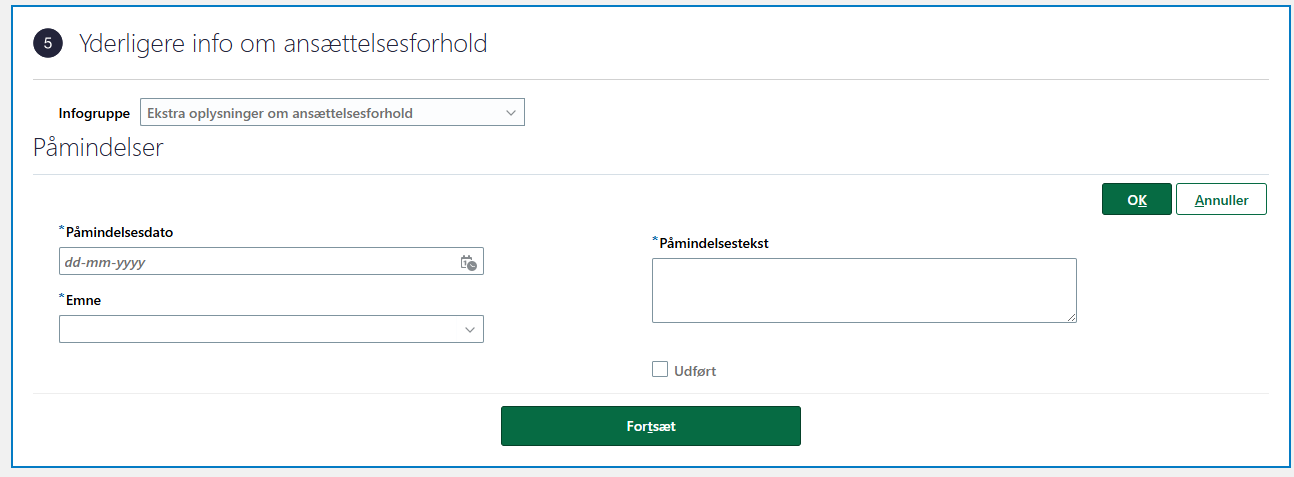 5 Yderligere info om ansættelsesforhold
Infogruppe Ekstra oplysninger om ansættelsesforhold
Påmindelser
OK Annuller
*Påmindelsesdato
dd-mm-yyyy
*Emne
*Påmindelsestekst
Udført
Fortsæt